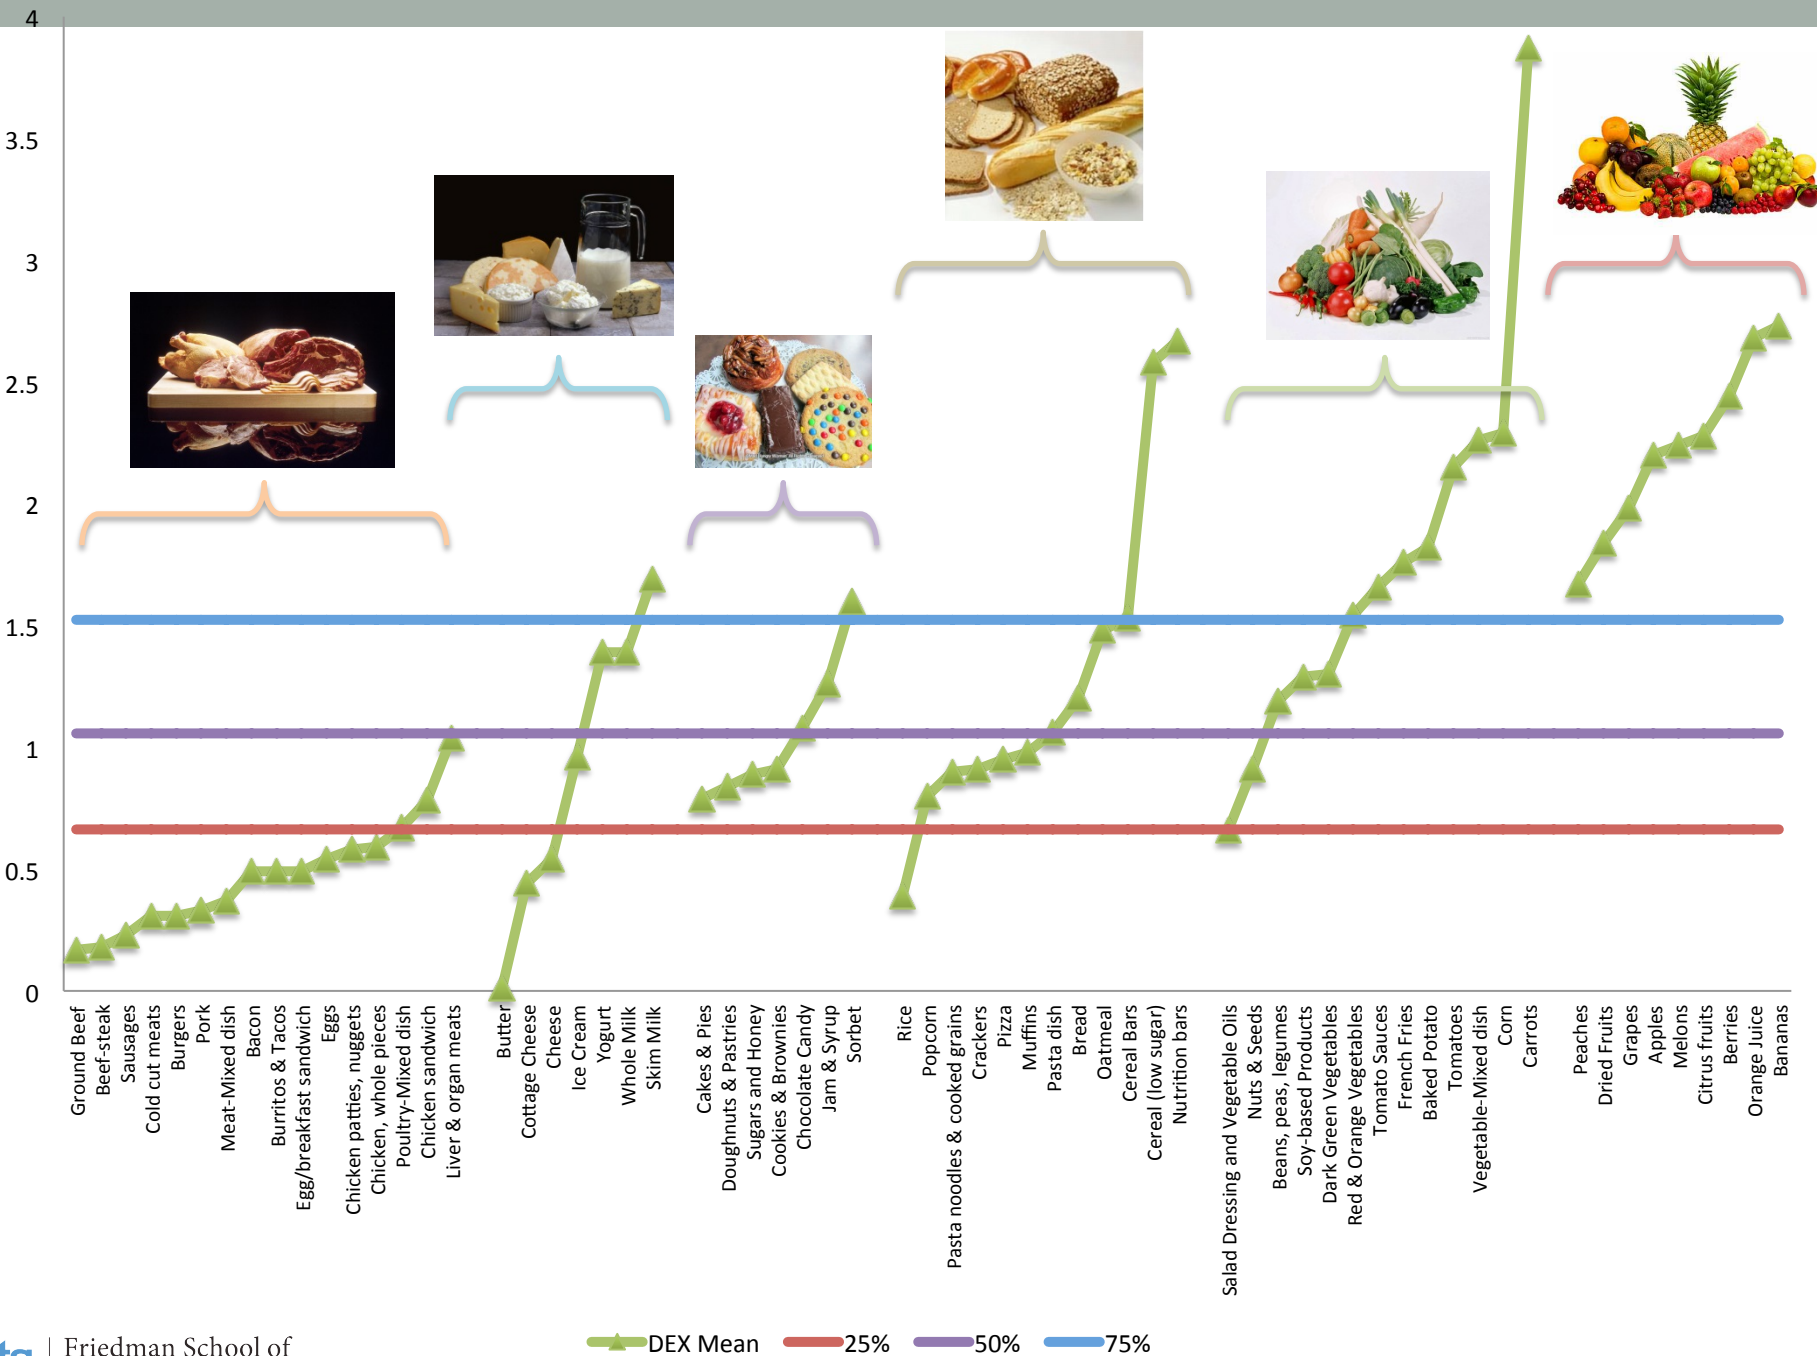 4
3.5
3
2.5
2
1.5
1
0.5
0
Ground Beef
Beef-steak
Sausages
Cold cut meats
Burgers
Pork
Meat-Mixed dish
Bacon
Burritos & Tacos
Egg/breakfast sandwich
Eggs
Chicken patties, nuggets
Chicken, whole pieces
Poultry-Mixed dish
Chicken sandwich
Liver & organ meats
Butter
Cottage Cheese
Cheese
Ice Cream
Yogurt
Whole Milk
Skim Milk
Cakes & Pies
Doughnuts & Pastries
Sugars and Honey
Cookies & Brownies
Chocolate Candy
Jam & Syrup
Sorbet
Rice
Popcorn
Pasta noodles & cooked grains
Crackers
Pizza
Muffins
Pasta dish
Bread
Oatmeal
Cereal Bars
Cereal (low sugar)
Nutrition bars
Salad Dressing and Vegetable Oils
Nuts & Seeds
Beans, peas, legumes
Soy-based Products
Dark Green Vegetables
Red & Orange Vegetables
Tomato Sauces
French Fries
Baked Potato
Tomatoes
Vegetable-Mixed dish
Corn
Carrots
Peaches
Dried Fruits
Grapes
Apples
Melons
Citrus fruits
Berries
Orange Juice
Bananas
DEX Mean 25% 50% 75%
Friedman School of